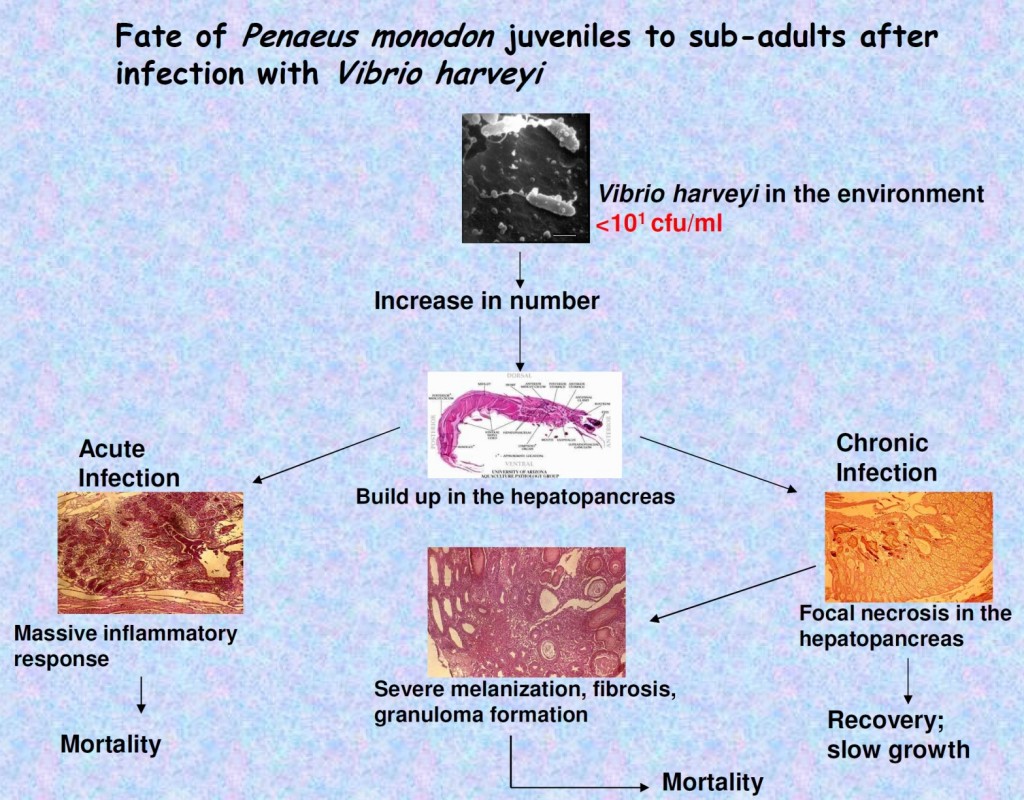 Fate of Penaeus monodon juveniles to sub-adults after
infection with Vibrio harveyi
Vibrio harveyi in the environment
<10¹ cfu/ml
Increase in number
DORSAL
POSTERIOR
ANTERIOR
VENTRAL
UNIVERSITY OF ARIZONA
AQUACULTURE PATHOLOGY GROUP
Build up in the hepatopancreas
Acute
Infection
Chronic
Infection
Massive inflammatory
response
Mortality
Severe melanization, fibrosis,
granuloma formation
Mortality
Focal necrosis in the
hepatopancreas
Recovery;
slow growth